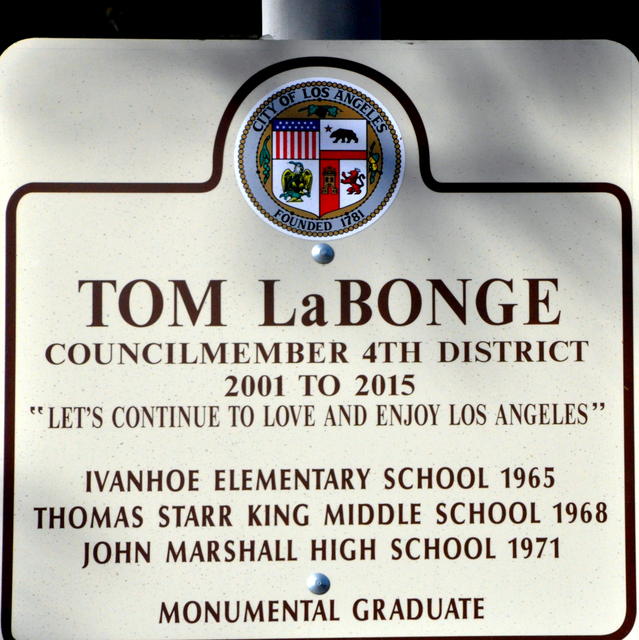 CITY OF LOS ANGELES
FOUNDED 1781
TOM LaBONGE
COUNCILMEMBER 4TH DISTRICT
2001 TO 2015
"LET'S CONTINUE TO LOVE AND ENJOY LOS ANGELES"
IVANHOE ELEMENTARY SCHOOL 1965
THOMAS STARR KING MIDDLE SCHOOL 1968
JOHN MARSHALL HIGH SCHOOL 1971
MONUMENTAL GRADUATE